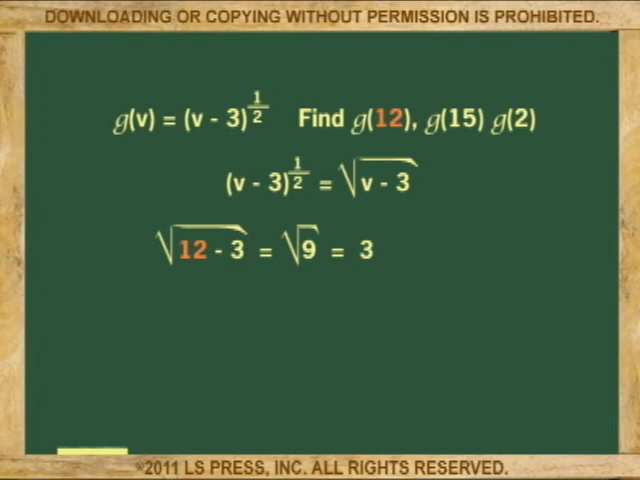 DOWNLOADING OR COPYING WITHOUT PERMISSION IS PROHIBITED.
g(v) = (v - 3)^(1/2) Find g(12), g(15) g(2)
(v - 3)^(1/2) = √(v - 3)
√(12 - 3) = √9 = 3
©2011 LS PRESS, INC. ALL RIGHTS RESERVED.